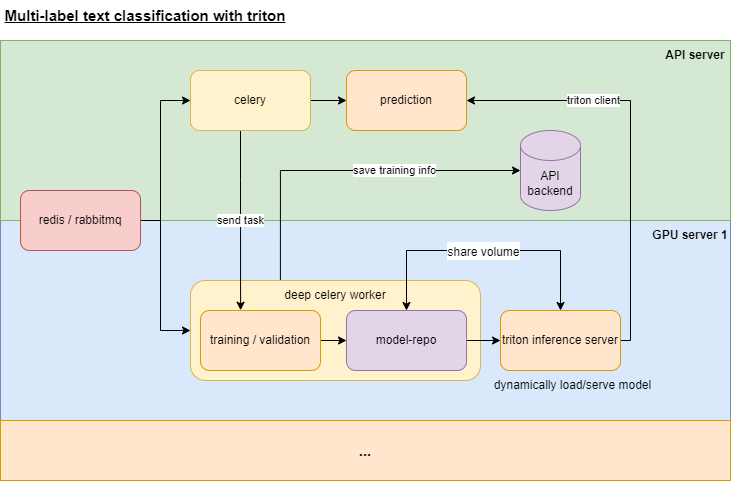 Multi-label text classification with triton
API server
celery
prediction
triton client
save training info
API
backend
redis / rabbitmq
send task
GPU server 1
share volume
deep celery worker
training / validation
model-repo
triton inference server
dynamically load/serve model
...